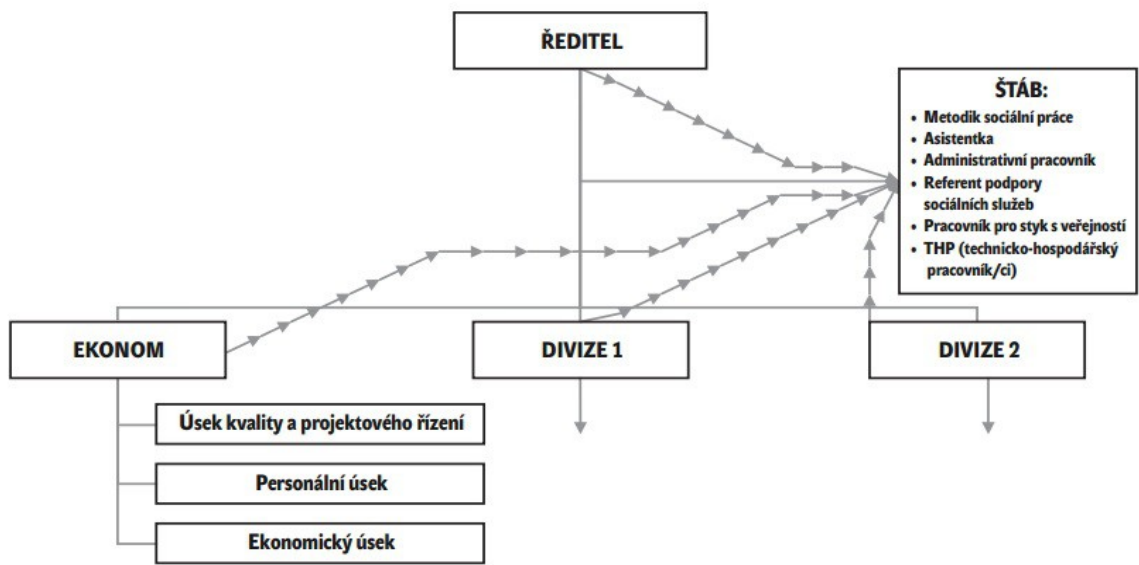 ŘEDITEL
ŠTÁB:
• Metodik sociální práce
• Asistentka
• Administrativní pracovník
• Referent podpory
sociálních služeb
• Pracovník pro styk s veřejností
• THP (technicko-hospodářský
pracovník/ci)
EKONOM
DIVIZE 1
DIVIZE 2
Úsek kvality a projektového řízení
Personální úsek
Ekonomický úsek